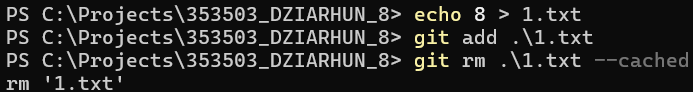 PS C:\Projects\353503_DZIARHUN_8> echo 8 > 1.txt
PS C:\Projects\353503_DZIARHUN_8> git add .\1.txt
PS C:\Projects\353503_DZIARHUN_8> git rm .\1.txt --cached
rm '1.txt'